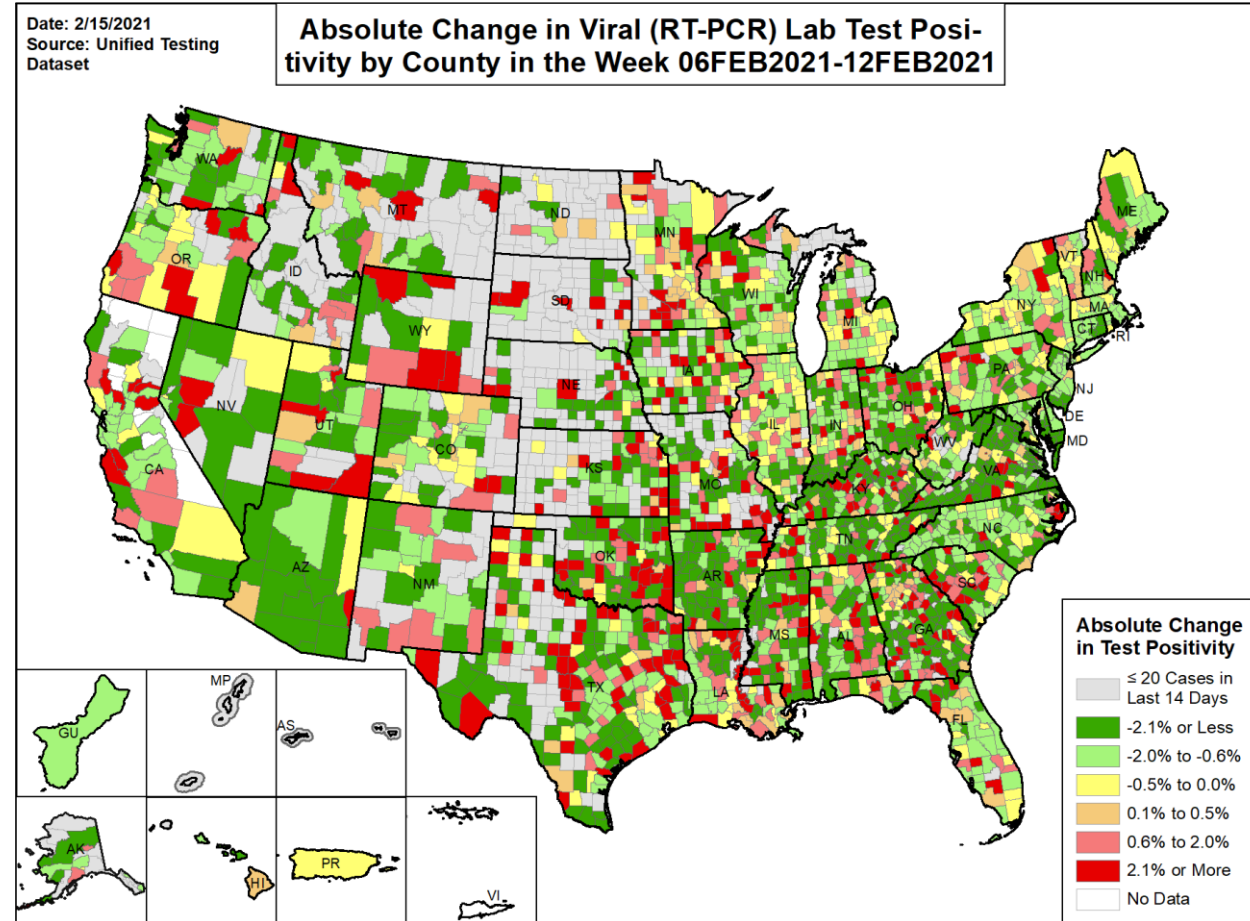 Date: 2/15/2021
Source: Unified Testing
Dataset
Absolute Change in Viral (RT-PCR) Lab Test Posi-
tivity by County in the Week 06FEB2021-12FEB2021
WA
MT
ND
MN
ME
OR
ID
SD
WI
VT
NH
NY
MA
WY
MI
CT
RI
IA
PA
NE
NJ
NV
OH
UT
IL
IN
DE
CO
WV
MD
CA
KS
MO
VA
KY
NC
TN
OK
AZ
NM
AR
SC
MS
AL
GA
TX
LA
FL
GU
MP
AS
AK
HI
PR
VI
Absolute Change
in Test Positivity
≤ 20 Cases in
Last 14 Days
-2.1% or Less
-2.0% to -0.6%
-0.5% to 0.0%
0.1% to 0.5%
0.6% to 2.0%
2.1% or More
No Data